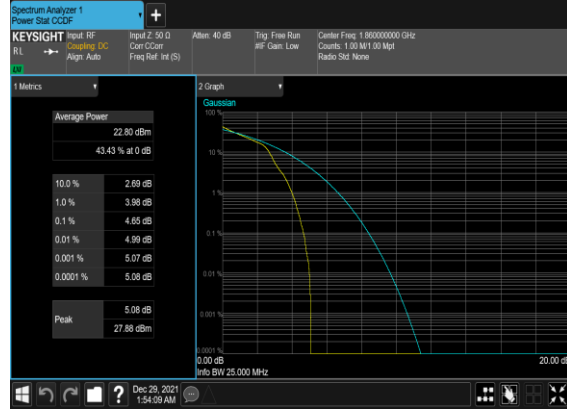 Spectrum Analyzer 1
Power Stat CCDF
+
KEYSIGHT
RL
Input: RF
Coupling: DC
Align: Auto
Input Z: 50 Ω
Corr CCorr
Freq Ref: Int (S)
Atten: 40 dB
Trig: Free Run
#IF Gain: Low
Center Freq: 1.860000000 GHz
Counts: 1.00 M/1.00 Mpt
Radio Std: None
1 Metrics
Average Power
22.80 dBm
43.43 % at 0 dB
10.0 % 2.69 dB
1.0 % 3.98 dB
0.1 % 4.65 dB
0.01 % 4.99 dB
0.001 % 5.07 dB
0.0001 % 5.08 dB
Peak
5.08 dB
27.88 dBm
2 Graph
Gaussian
100 %
10 %
1 %
0.1 %
0.01 %
0.001 %
0.0001 %
0.00 dB 20.00 dB
Info BW 25.000 MHz
?
Dec 29, 2021
1:54:09 AM